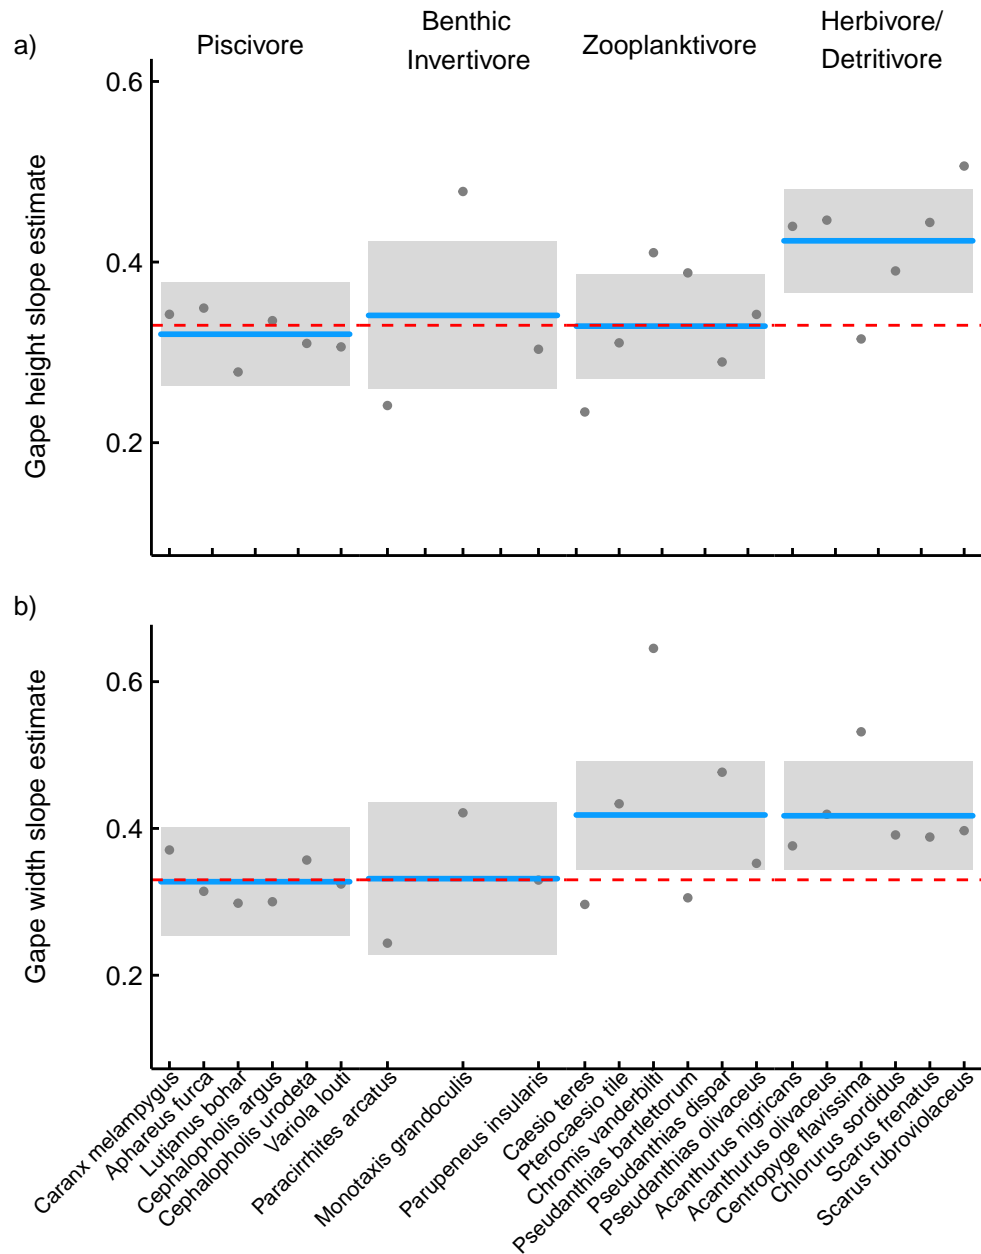 a)
Piscivore
Benthic
Invertivore
Zooplanktivore
Herbivore/
Detritivore
Gape height slope estimate
0.6
0.4
0.2
b)
Gape width slope estimate
0.6
0.4
0.2
Caranx melampygus
Aphareus furca
Lutjanus bohar
Cephalopholis argus
Cephalopholis urodeta
Variola louti
Paracirrhites arcatus
Monotaxis grandoculis
Parupeneus insularis
Caesio teres
Pterocaesio tile
Chromis vanderbilti
Pseudanthias bartettorum
Pseudanthias dispar
Pseudanthias olivaceus
Acanthurus nigricans
Acanthurus olivaceus
Centropyge flavissima
Chlorurus sordidus
Scarus frenatus
Scarus rubroviolaceus